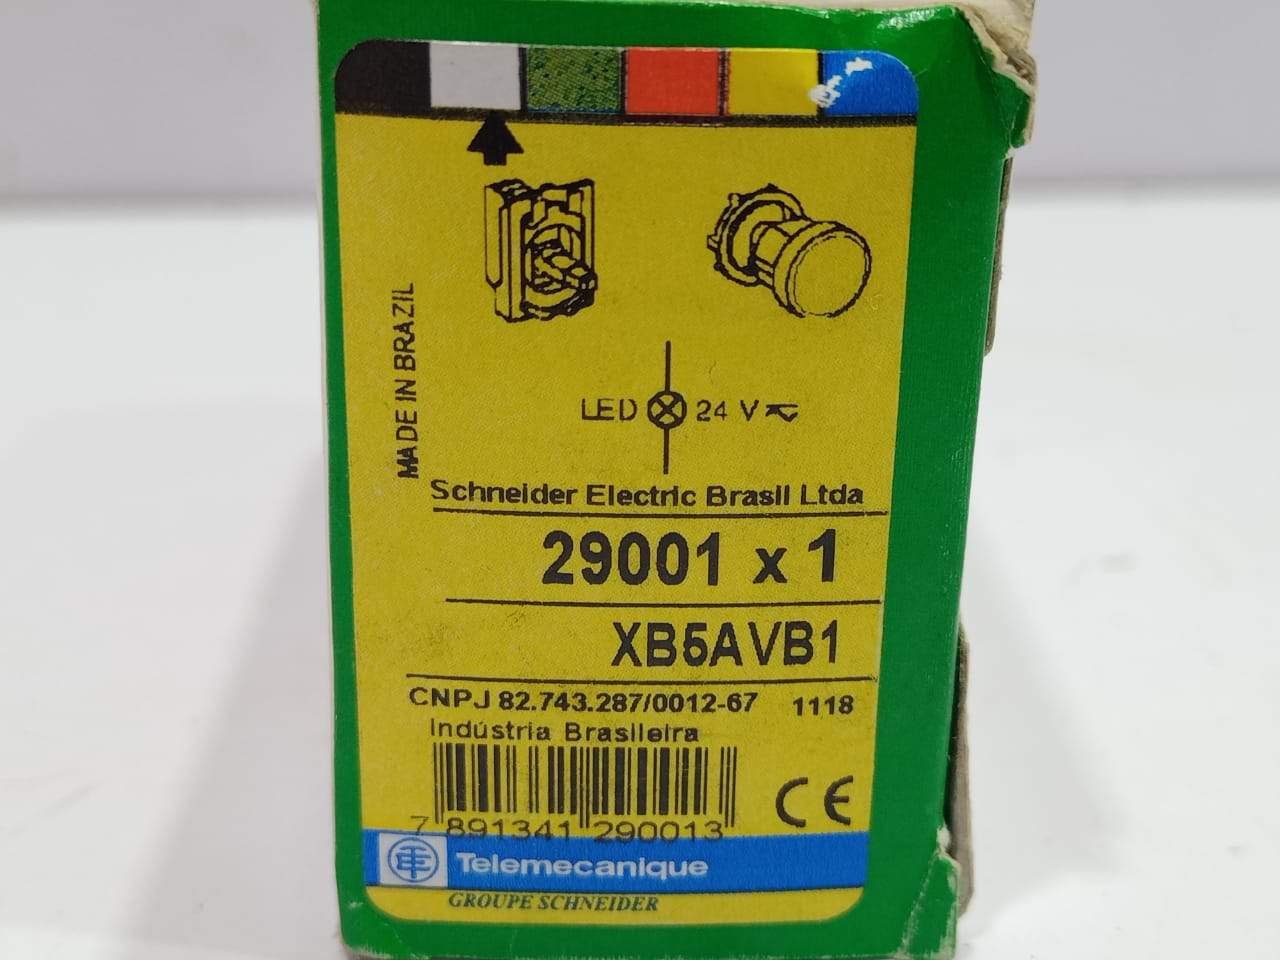 MADE IN BRAZIL
LED 24 V
Schneider Electric Brasil Ltda
29001 x 1
XB5AVB1
CNPJ 82.743.287/0012-67 1118
Indústria Brasileira
CE
7 891341 290013
Telemecanique
GROUPE SCHNEIDER